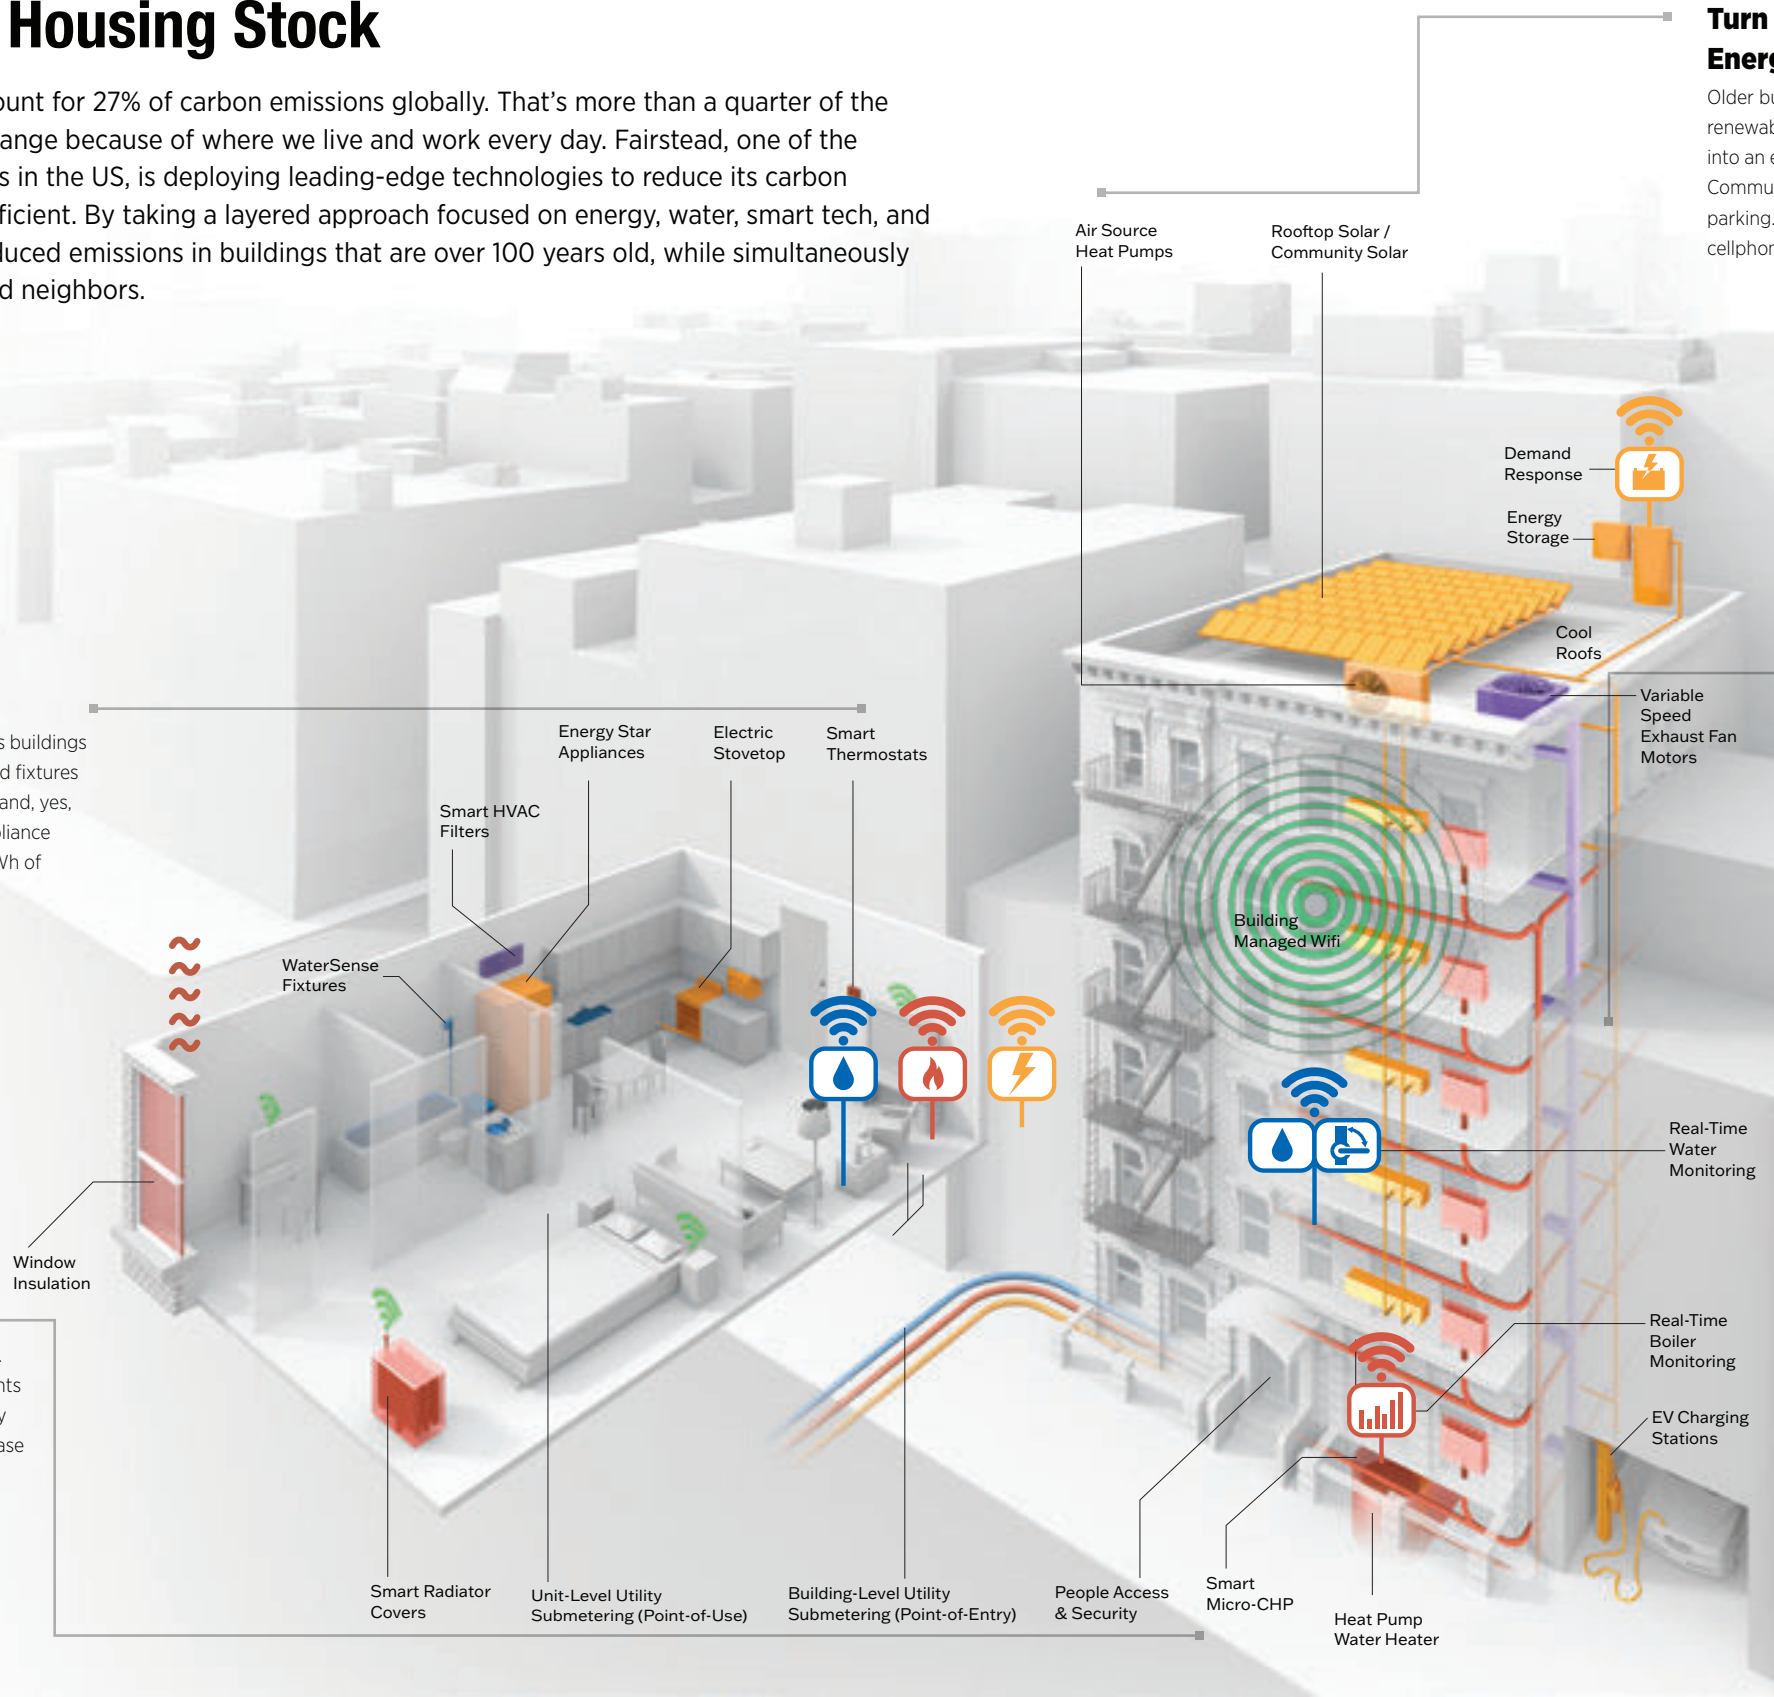 Housing Stock
ount for 27% of carbon emissions globally. That’s more than a quarter of the
ange because of where we live and work every day. Fairstead, one of the
s in the US, is deploying leading-edge technologies to reduce its carbon
ficient. By taking a layered approach focused on energy, water, smart tech, and
duced emissions in buildings that are over 100 years old, while simultaneously
d neighbors.
Turn
Energ
Older bu
renewab
into an e
Commu
parking.
cellphon
Air Source
Heat Pumps
Rooftop Solar /
Community Solar
Demand
Response
Energy
Storage
Cool
Roofs
Variable
Speed
Exhaust Fan
Motors
s buildings
d fixtures
and, yes,
liance
Wh of
Energy Star
Appliances
Electric
Stovetop
Smart
Thermostats
Smart HVAC
Filters
WaterSense
Fixtures
Building
Managed Wifi
Real-Time
Water
Monitoring
Window
Insulation
Real-Time
Boiler
Monitoring
nts
y
ase
EV Charging
Stations
Smart Radiator
Covers
Unit-Level Utility
Submetering (Point-of-Use)
Building-Level Utility
Submetering (Point-of-Entry)
People Access
& Security
Smart
Micro-CHP
Heat Pump
Water Heater